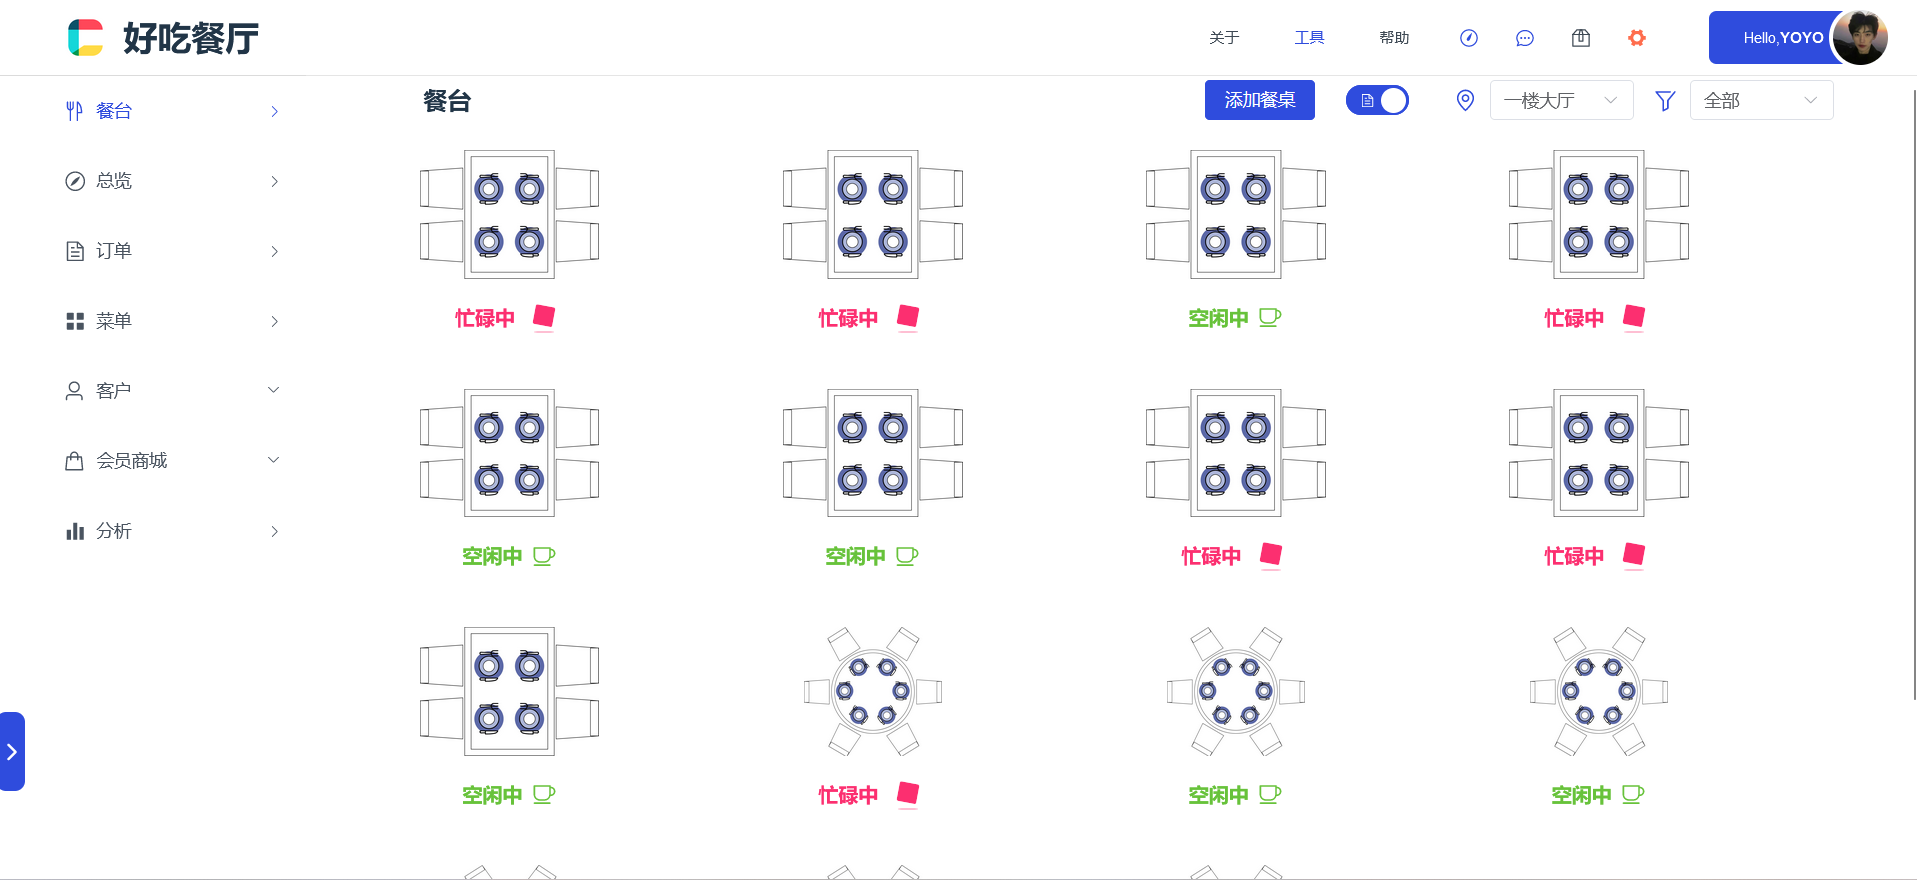 好吃餐厅
关于 工具 帮助 Hello,YOYO
餐台
总览
订单
菜单
客户
会员商城
分析
餐台 添加餐桌 一楼大厅 全部
忙碌中 忙碌中 空闲中 忙碌中
空闲中 空闲中 忙碌中 忙碌中
空闲中 忙碌中 空闲中 空闲中